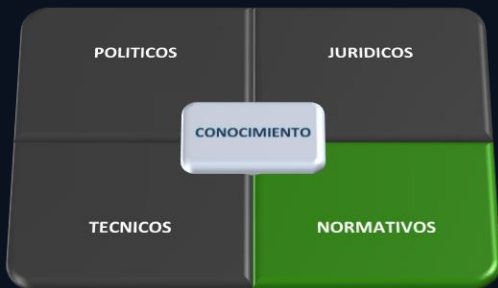 POLITICOS
JURIDICOS
CONOCIMIENTO
TECNICOS
NORMATIVOS